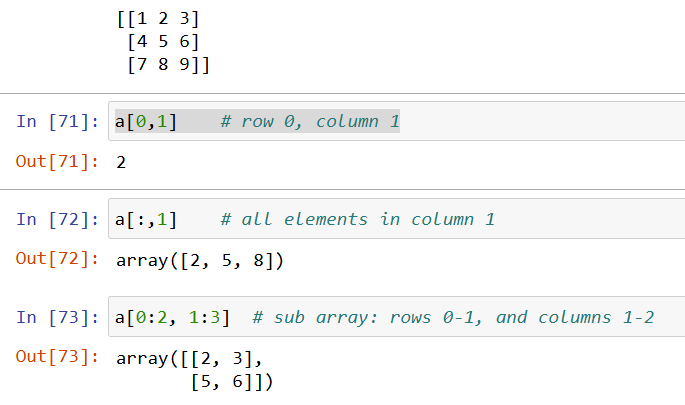 [[1 2 3]
 [4 5 6]
 [7 8 9]]
In [71]: a[0,1]    # row 0, column 1
Out[71]: 2
In [72]: a[:,1]    # all elements in column 1
Out[72]: array([2, 5, 8])
In [73]: a[0:2, 1:3]  # sub array: rows 0-1, and columns 1-2
Out[73]: array([[2, 3],
       [5, 6]])